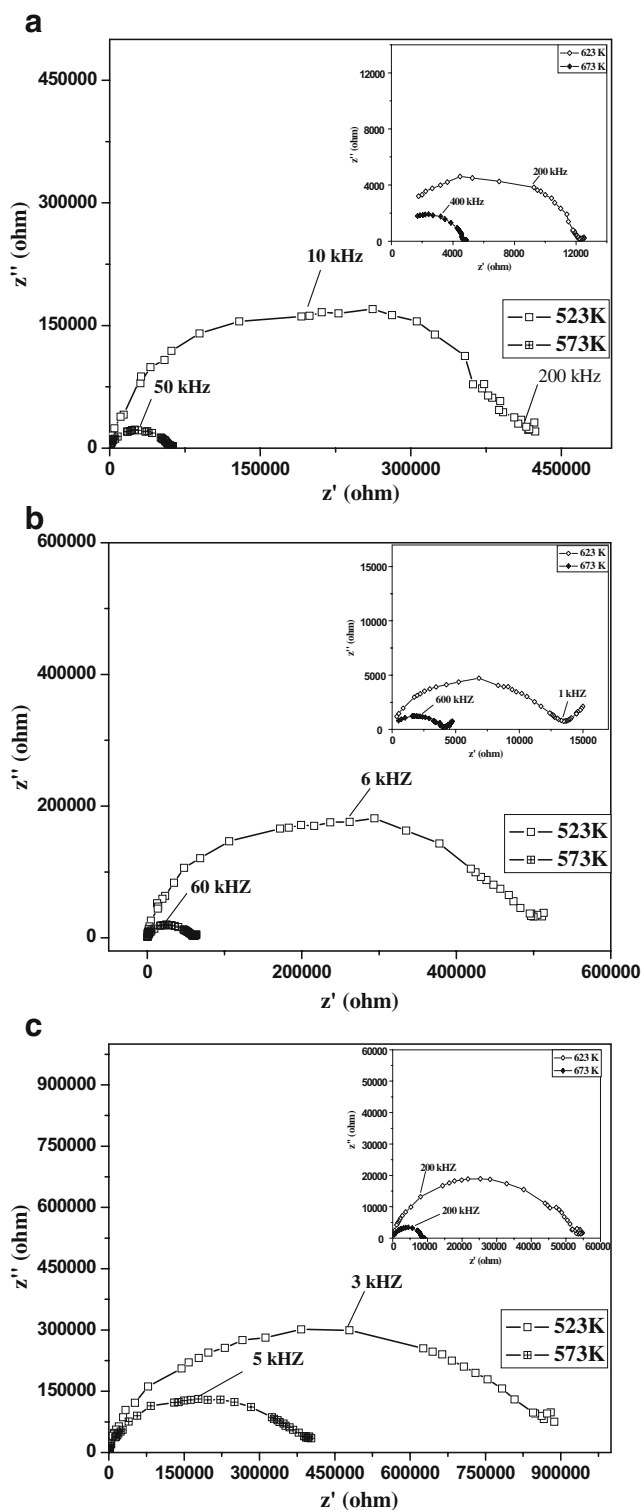 a
450000
300000
150000
0
z'' (ohm)
0
150000
300000
450000
z' (ohm)
10 kHz
50 kHz
200 kHz
523K
573K
12000
8000
4000
0
z'' (ohm)
0
4000
8000
12000
z' (ohm)
623 K
673 K
200 kHz
400 kHz
b
600000
400000
200000
0
z'' (ohm)
0
200000
400000
600000
z' (ohm)
6 kHZ
60 kHZ
523K
573K
15000
10000
5000
0
z'' (ohm)
0
5000
10000
15000
z' (ohm)
623 K
673 K
600 kHZ
1 kHZ
c
900000
750000
600000
450000
300000
150000
0
z'' (ohm)
0
150000
300000
450000
600000
750000
900000
z' (ohm)
3 kHZ
5 kHZ
523K
573K
60000
50000
40000
30000
20000
10000
0
z'' (ohm)
0
10000
20000
30000
40000
50000
60000
z' (ohm)
623 K
673 K
200 kHZ
200 kHZ